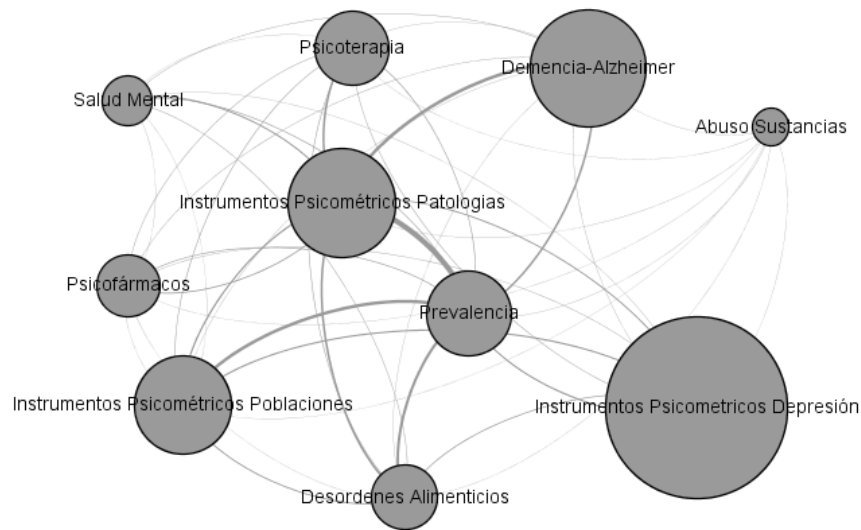 Psicoterapia
Demencia-Alzheimer
Salud Mental
Abuso Sustancias
Instrumentos Psicométricos Patologias
Psicofármacos
Prevalencia
Instrumentos Psicométricos Poblaciones
Instrumentos Psicometricos Depresión
Desordenes Alimenticios